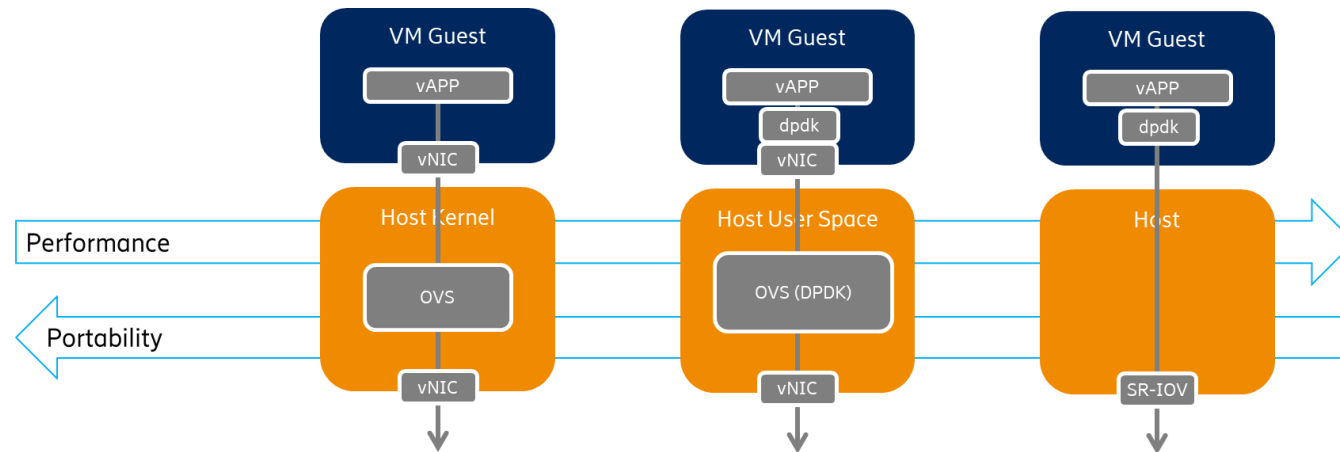 VM Guest
vAPP
vNIC
Host Kernel
OVS
vNIC
VM Guest
vAPP
dpdk
vNIC
Host User Space
OVS (DPDK)
vNIC
VM Guest
vAPP
dpdk
Host
SR-IOV
Performance
Portability